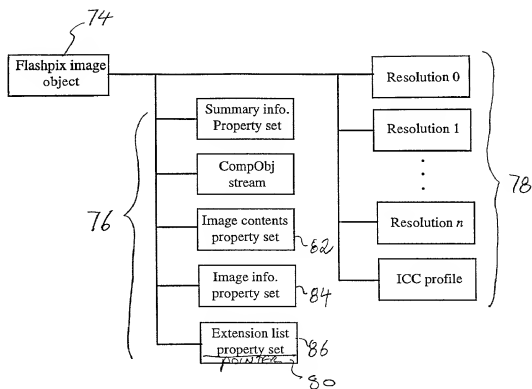 74
Flashpix image
object
Summary info.
Property set
CompObj
stream
76
Image contents
property set
82
Image info.
property set
84
Extension list
property set
86
POINTER
80
Resolution 0
Resolution 1
Resolution n
ICC profile
78